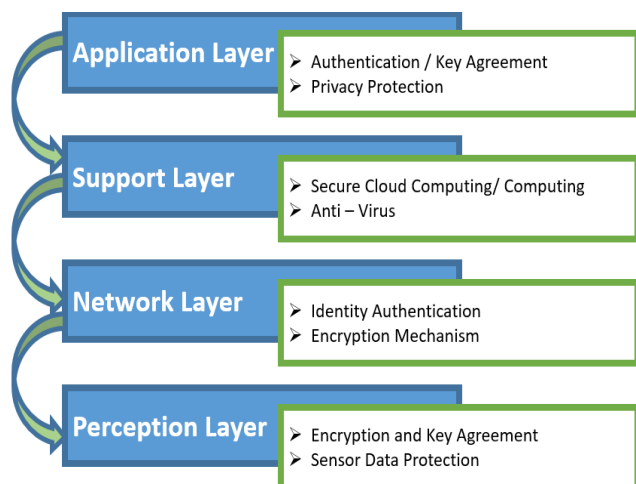 Application Layer
➢ Authentication / Key Agreement
➢ Privacy Protection
Support Layer
➢ Secure Cloud Computing/ Computing
➢ Anti – Virus
Network Layer
➢ Identity Authentication
➢ Encryption Mechanism
Perception Layer
➢ Encryption and Key Agreement
➢ Sensor Data Protection